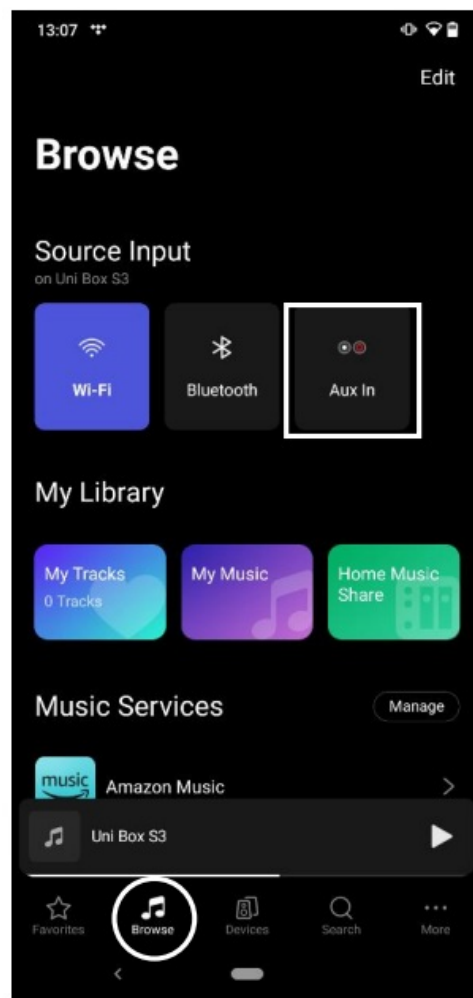 13:07
Edit
Browse
Source Input
on Uni Box S3
Wi-Fi
Bluetooth
Aux In
My Library
My Tracks
0 Tracks
My Music
Home Music
Share
Music Services
Manage
music
Amazon Music
Uni Box S3
Favorites
Browse
Devices
Search
More